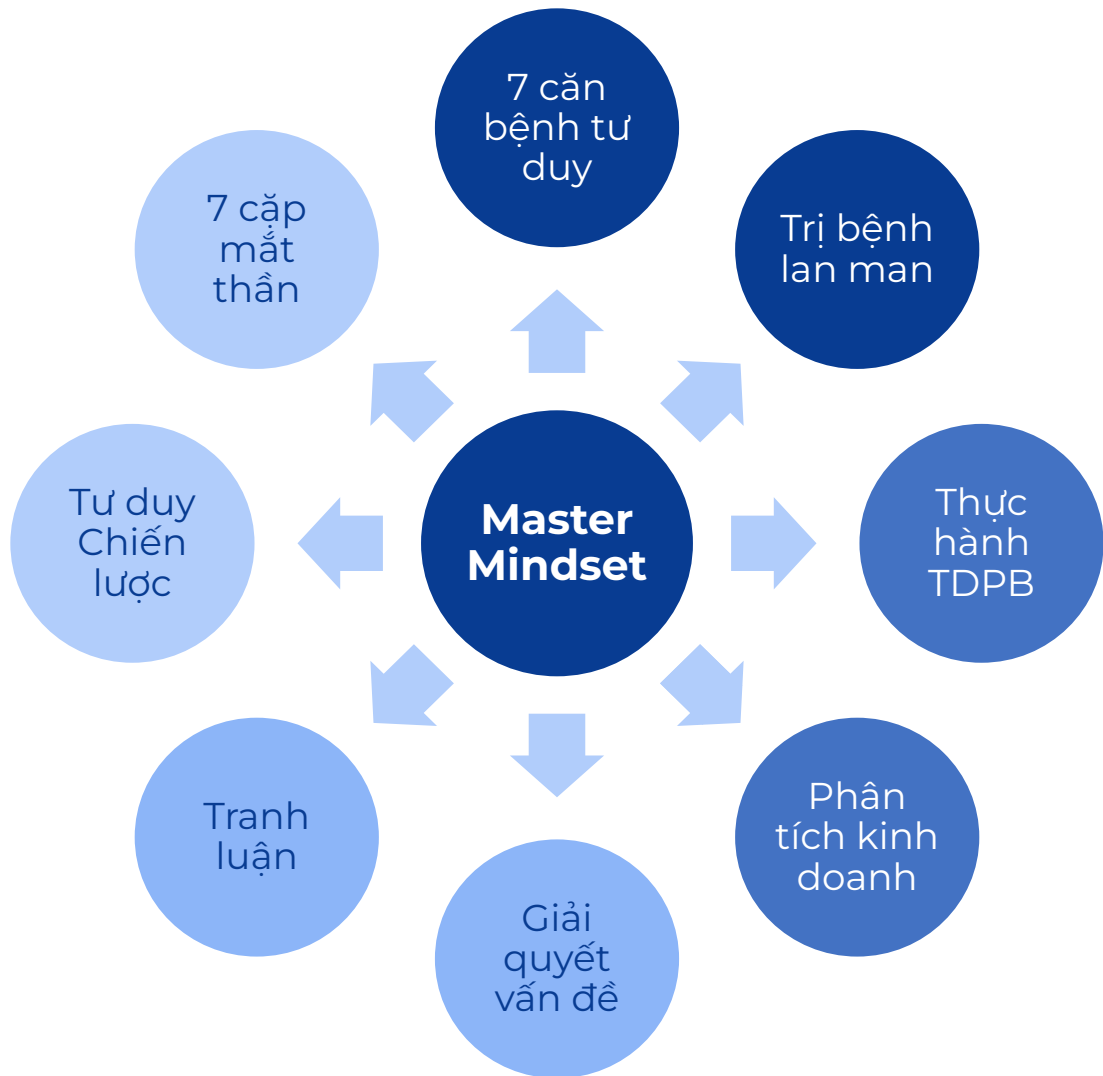 7 căn
bệnh tư
duy
Trị bệnh
lan man
Thực
hành
TDPB
Phân
tích kinh
doanh
Giải
quyết
vấn đề
Tranh
luận
Tư duy
Chiến
lược
7 cặp
mắt
thần
Master
Mindset